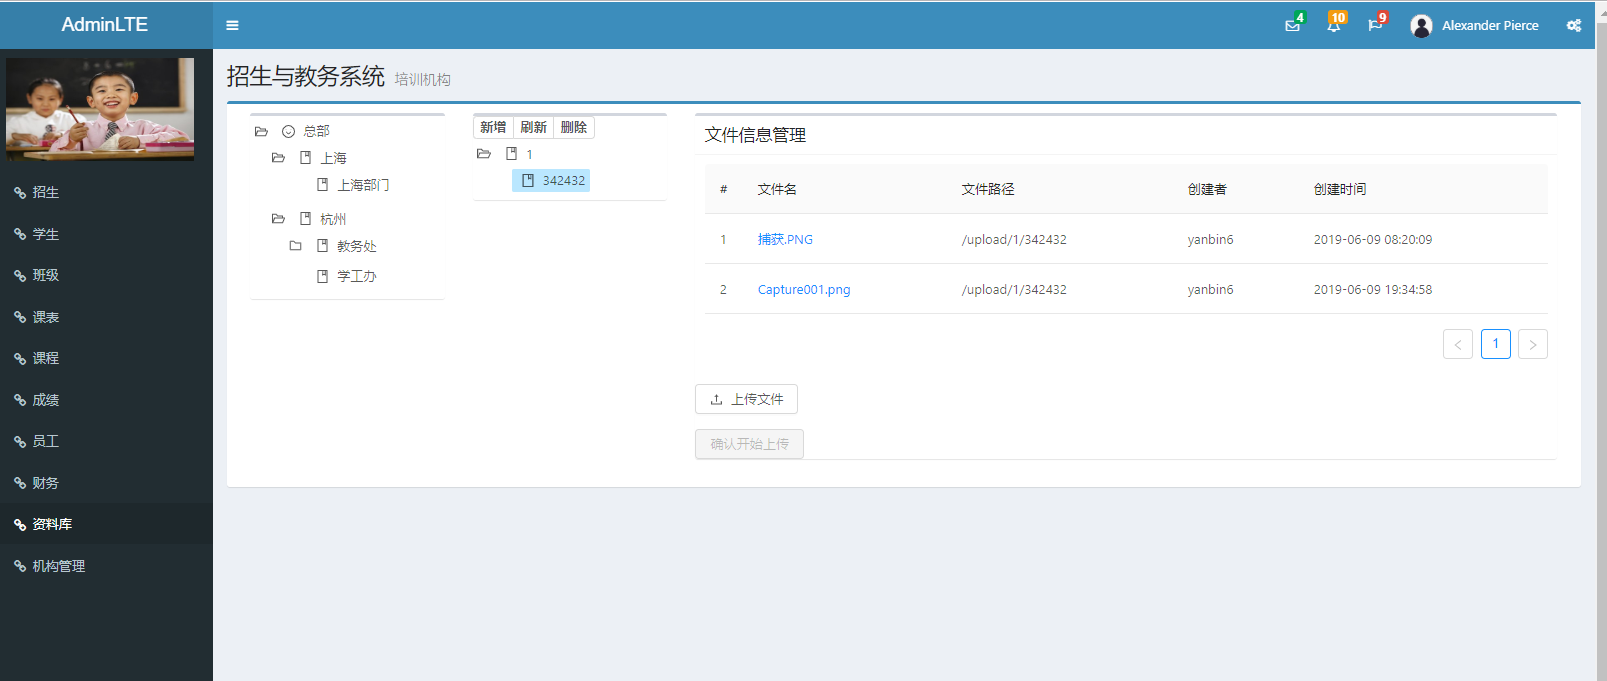 AdminLTE
4
10
9
Alexander Pierce
招生与教务系统 培训机构
招生
学生
班级
课表
课程
成绩
员工
财务
资料库
机构管理
总部
上海
上海部门
杭州
教务处
学工办
新增 刷新 删除
1
342432
文件信息管理
# 文件名 文件路径 创建者 创建时间
1 捕获.PNG /upload/1/342432 yanbin6 2019-06-09 08:20:09
2 Capture001.png /upload/1/342432 yanbin6 2019-06-09 19:34:58
< 1 >
上传文件
确认开始上传